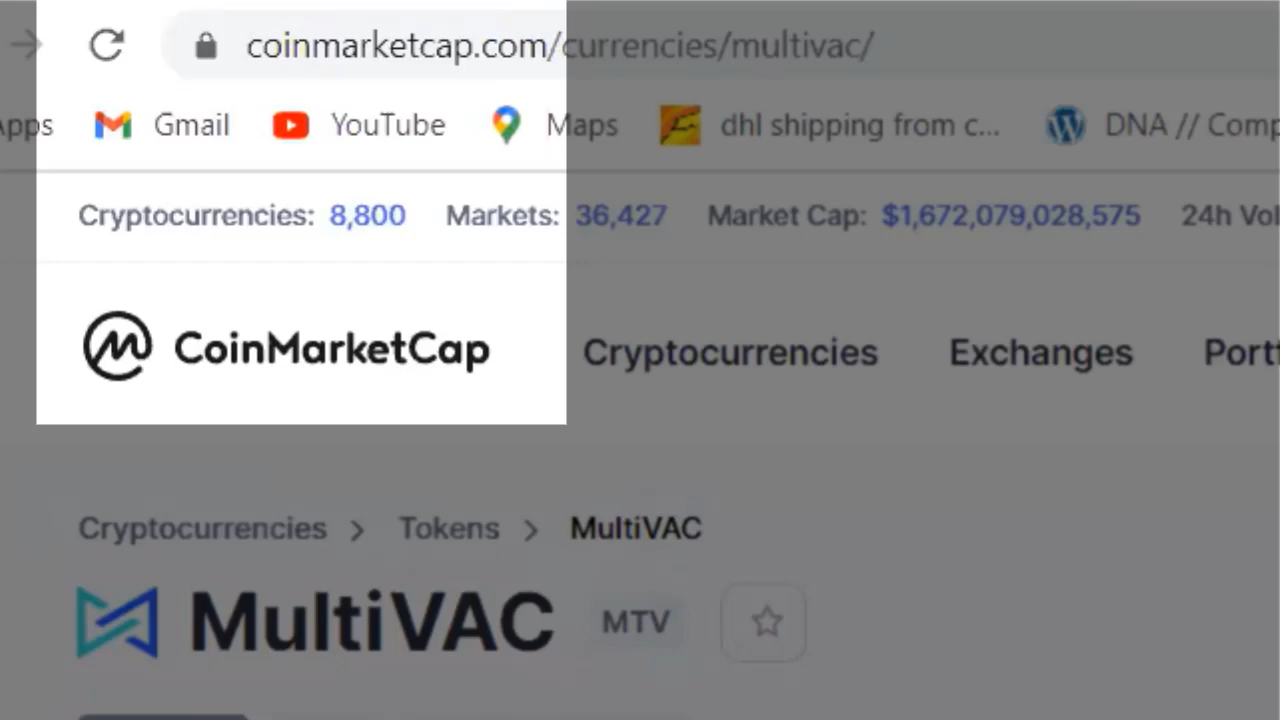 coinmarketcap.com/currencies/multivac/
Apps Gmail YouTube Maps dhl shipping from c... DNA // Comp
Cryptocurrencies: 8,800 Markets: 36,427 Market Cap: $1,672,079,028,575 24h Vol
CoinMarketCap Cryptocurrencies Exchanges Portf
Cryptocurrencies > Tokens > MultiVAC
MultiVAC MTV